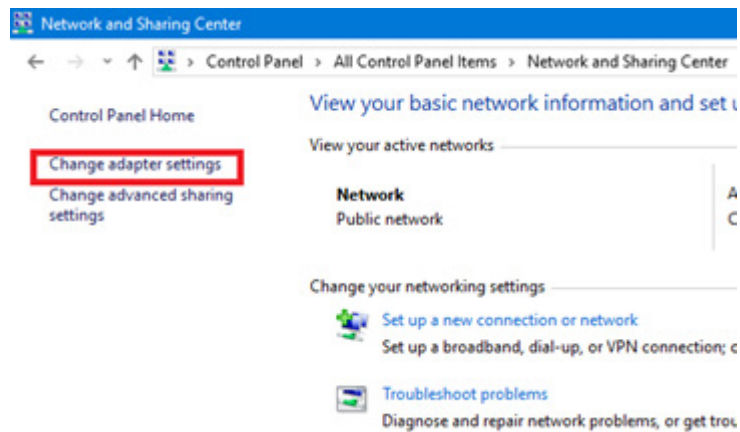 Network and Sharing Center
Control Panel > All Control Panel Items > Network and Sharing Center
Control Panel Home
Change adapter settings
Change advanced sharing
settings
View your basic network information and set
View your active networks
Network
Public network
Change your networking settings
Set up a new connection or network
Set up a broadband, dial-up, or VPN connection;
Troubleshoot problems
Diagnose and repair network problems, or get